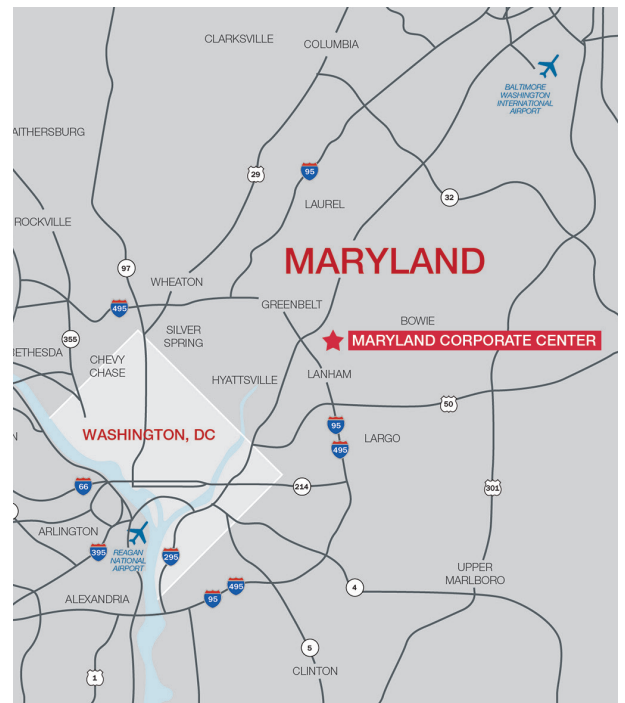 CLARKSVILLE
COLUMBIA
BALTIMORE
WASHINGTON
INTERNATIONAL
AIRPORT
AITHERSBURG
29
95
32
LAUREL
ROCKVILLE
MARYLAND
97
WHEATON
495
GREENBELT
SILVER
SPRING
BOWIE
355
MARYLAND CORPORATE CENTER
ETHESDA
CHEVY
CHASE
HYATTSVILLE
LANHAM
50
95
WASHINGTON, DC
N
LARGO
495
66
214
301
ARLINGTON
395
REAGAN
NATIONAL
AIRPORT
295
UPPER
MARLBORO
495
4
ALEXANDRIA
95
5
CLINTON
1